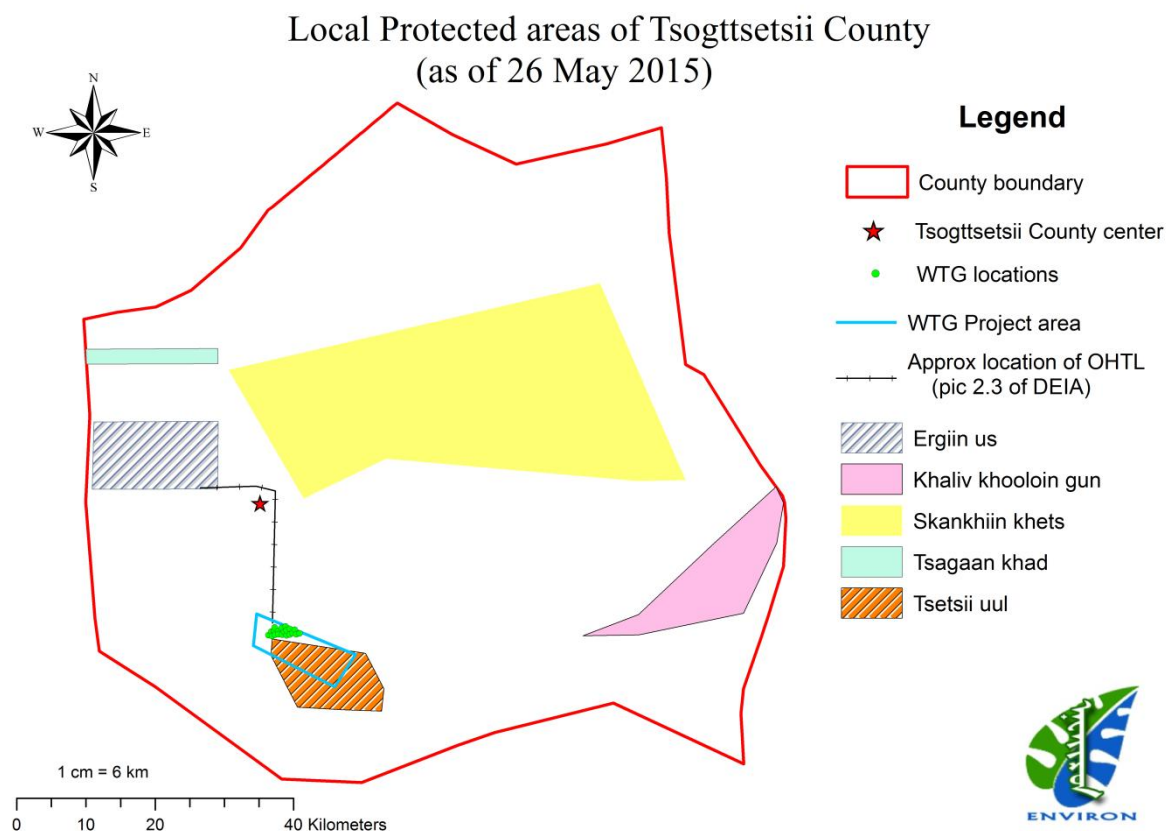 Local Protected areas of Tsogttsetsii County
(as of 26 May 2015)
N
W
E
S
Legend
County boundary
Tsogttsetsii County center
WTG locations
WTG Project area
Approx location of OHTL
(pic 2.3 of DEIA)
Ergiin us
Khaliv khooloin gun
Skankhiin khets
Tsagaan khad
Tsetsii uul
1 cm = 6 km
0 10 20 40 Kilometers
ENVIRON